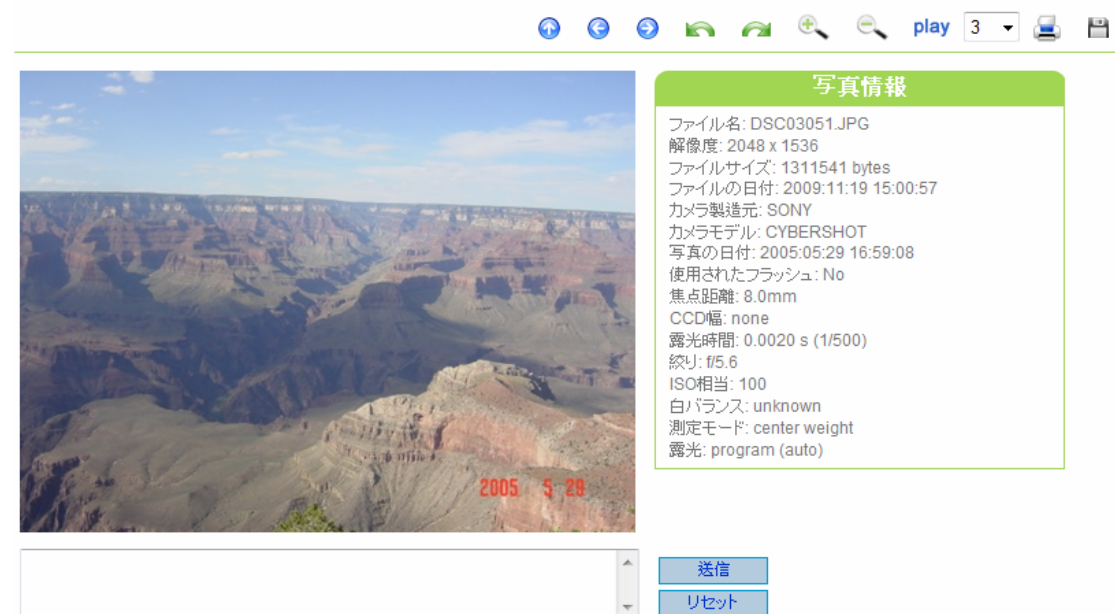 play 3
写真情報
ファイル名: DSC03051.JPG
解像度: 2048 x 1536
ファイルサイズ: 1311541 bytes
ファイルの日付: 2009:11:19 15:00:57
カメラ製造元: SONY
カメラモデル: CYBERSHOT
写真の日付: 2005:05:29 16:59:08
使用されたフラッシュ: No
焦点距離: 8.0mm
CCD幅: none
露光時間: 0.0020 s (1/500)
絞り: f/5.6
ISO相当: 100
白バランス: unknown
測定モード: center weight
露光: program (auto)
2005 5 29
送信
リセット